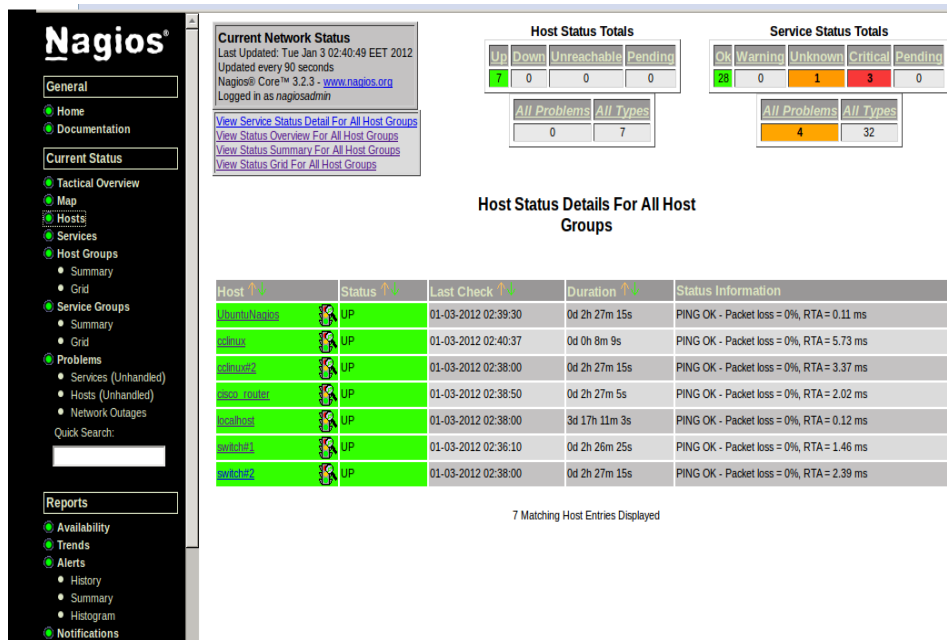 Nagios®
General
Home
Documentation
Current Status
Tactical Overview
Map
Hosts
Services
Host Groups
Summary
Grid
Service Groups
Summary
Grid
Problems
Services (Unhandled)
Hosts (Unhandled)
Network Outages
Quick Search:
Reports
Availability
Trends
Alerts
History
Summary
Histogram
Notifications
Current Network Status
Last Updated: Tue Jan 3 02:40:49 EET 2012
Updated every 90 seconds
Nagios® Core™ 3.2.3 - www.nagios.org
Logged in as nagiosadmin
View Service Status Detail For All Host Groups
View Status Overview For All Host Groups
View Status Summary For All Host Groups
View Status Grid For All Host Groups
Host Status Totals
Up Down Unreachable Pending
7 0 0 0
All Problems All Types
0 7
Service Status Totals
Ok Warning Unknown Critical Pending
28 0 1 3 0
All Problems All Types
4 32
Host Status Details For All Host
Groups
Host Status Last Check Duration Status Information
UbuntuNagios UP 01-03-2012 02:39:30 0d 2h 27m 15s PING OK - Packet loss = 0%, RTA = 0.11 ms
cclinux UP 01-03-2012 02:40:37 0d 0h 8m 9s PING OK - Packet loss = 0%, RTA = 5.73 ms
cclinux#2 UP 01-03-2012 02:38:00 0d 2h 27m 15s PING OK - Packet loss = 0%, RTA = 3.37 ms
cisco_router UP 01-03-2012 02:38:50 0d 2h 27m 5s PING OK - Packet loss = 0%, RTA = 2.02 ms
localhost UP 01-03-2012 02:38:00 3d 17h 11m 3s PING OK - Packet loss = 0%, RTA = 0.12 ms
switch#1 UP 01-03-2012 02:36:10 0d 2h 26m 25s PING OK - Packet loss = 0%, RTA = 1.46 ms
switch#2 UP 01-03-2012 02:38:00 0d 2h 27m 15s PING OK - Packet loss = 0%, RTA = 2.39 ms
7 Matching Host Entries Displayed